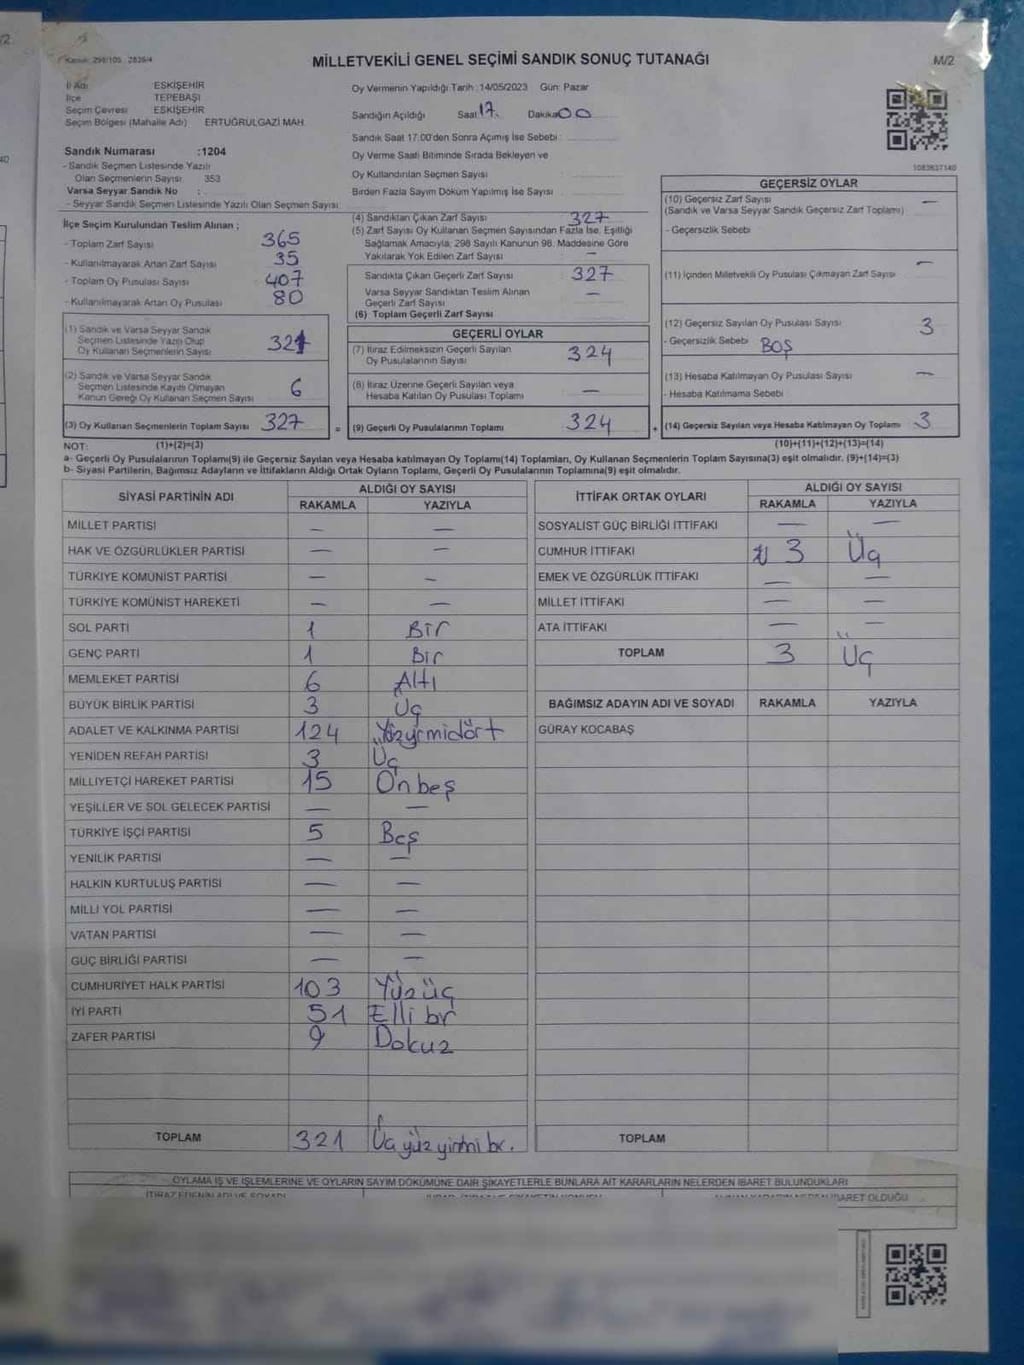 Kanun: 298/105 2839/4
MİLLETVEKİLİ GENEL SEÇİMİ SANDIK SONUÇ TUTANAĞI
M/2
İl Adı ESKİŞEHİR
İlçe TEPEBAŞI
Seçim Çevresi ESKİŞEHİR
Seçim Bölgesi (Mahalle Adı) ERTUĞRULGAZİ MAH.
Oy Vermenin Yapıldığı Tarih :14/05/2023 Gün: Pazar
Sandığın Açıldığı Saat 17. Dakika 00
Sandık Saat 17:00'den Sonra Açımış İse Sebebi :
Oy Verme Saati Bitiminde Sırada Bekleyen ve
Oy Kullandırılan Seçmen Sayısı :
Birden Fazla Sayım Döküm Yapılmış İse Sayısı
Sandık Numarası :1204
- Sandık Seçmen Listesinde Yazılı
Olan Seçmenlerin Sayısı 353
Varsa Seyyar Sandık No :
- Seyyar Sandık Seçmen Listesinde Yazılı Olan Seçmen Sayısı:
İlçe Seçim Kurulundan Teslim Alınan ;
- Toplam Zarf Sayısı 365
- Kullanılmayarak Artan Zarf Sayısı 35
- Toplam Oy Pusulası Sayısı 407
- Kullanılmayarak Artan Oy Pusulası 80
(1) Sandık ve Varsa Seyyar Sandık
Seçmen Listesinde Yazılı Olup
Oy Kullanan Seçmenlerin Sayısı 321
(2) Sandık ve Varsa Seyyar Sandık
Seçmen Listesinde Kayıtlı Olmayan
Kanun Gereği Oy Kullanan Seçmen Sayısı 6
(3) Oy Kullanan Seçmenlerin Toplam Sayısı 327 =
(4) Sandıktan Çıkan Zarf Sayısı 327
(5) Zarf Sayısı Oy Kullanan Seçmen Sayısından Fazla İse, Eşitliği
Sağlamak Amacıyla, 298 Sayılı Kanunun 98. Maddesine Göre
Yakılarak Yok Edilen Zarf Sayısı —
Sandıkta Çıkan Geçerli Zarf Sayısı 327
Varsa Seyyar Sandıktan Teslim Alınan
Geçerli Zarf Sayısı —
(6) Toplam Geçerli Zarf Sayısı
GEÇERLİ OYLAR
(7) İtiraz Edilmeksizin Geçerli Sayılan
Oy Pusulalarının Sayısı 324
(8) İtiraz Üzerine Geçerli Sayılan veya
Hesaba Katılan Oy Pusulası Toplamı —
(9) Geçerli Oy Pusulalarının Toplamı 324 +
1083637140
GEÇERSİZ OYLAR
(10) Geçersiz Zarf Sayısı —
(Sandık ve Varsa Seyyar Sandık Geçersiz Zarf Toplamı)
- Geçersizlik Sebebi
(11) İçinden Milletvekili Oy Pusulası Çıkmayan Zarf Sayısı —
(12) Geçersiz Sayılan Oy Pusulası Sayısı 3
- Geçersizlik Sebebi BOŞ
(13) Hesaba Katılmayan Oy Pusulası Sayısı —
- Hesaba Katılmama Sebebi
(14) Geçersiz Sayılan veya Hesaba Katılmayan Oy Toplamı 3
NOT: (1)+(2)=(3) (10)+(11)+(12)+(13)=(14)
a- Geçerli Oy Pusulalarının Toplamı(9) ile Geçersiz Sayılan veya Hesaba katılmayan Oy Toplamı(14) Toplamları, Oy Kullanan Seçmenlerin Toplam Sayısına(3) eşit olmalıdır. (9)+(14)=(3)
b- Siyasi Partilerin, Bağımsız Adayların ve İttifakların Aldığı Ortak Oyların Toplamı, Geçerli Oy Pusulalarının Toplamına(9) eşit olmalıdır.
SİYASİ PARTİNİN ADI ALDIĞI OY SAYISI
RAKAMLA YAZIYLA
MİLLET PARTİSİ — —
HAK VE ÖZGÜRLÜKLER PARTİSİ — —
TÜRKİYE KOMÜNİST PARTİSİ — —
TÜRKİYE KOMÜNİST HAREKETİ — —
SOL PARTİ 1 Bir
GENÇ PARTİ 1 Bir
MEMLEKET PARTİSİ 6 Altı
BÜYÜK BİRLİK PARTİSİ 3 Üç
ADALET VE KALKINMA PARTİSİ 124 Yüzyirmidört
YENİDEN REFAH PARTİSİ 3 Üç
MİLLİYETÇİ HAREKET PARTİSİ 15 Onbeş
YEŞİLLER VE SOL GELECEK PARTİSİ — —
TÜRKİYE İŞÇİ PARTİSİ 5 Beş
YENİLİK PARTİSİ — —
HALKIN KURTULUŞ PARTİSİ — —
MİLLİ YOL PARTİSİ — —
VATAN PARTİSİ — —
GÜÇ BİRLİĞİ PARTİSİ — —
CUMHURİYET HALK PARTİSİ 103 Yüzüç
İYİ PARTİ 51 Elli bir
ZAFER PARTİSİ 9 Dokuz
TOPLAM 321 Üçyüz yirmi bir.
İTTİFAK ORTAK OYLARI ALDIĞI OY SAYISI
RAKAMLA YAZIYLA
SOSYALİST GÜÇ BİRLİĞİ İTTİFAKI — —
CUMHUR İTTİFAKI 3 Üç
EMEK VE ÖZGÜRLÜK İTTİFAKI — —
MİLLET İTTİFAKI — —
ATA İTTİFAKI — —
TOPLAM 3 Üç
BAĞIMSIZ ADAYIN ADI VE SOYADI RAKAMLA YAZIYLA
GÜRAY KOCABAŞ
TOPLAM
OYLAMA İŞ VE İŞLEMLERİNE VE OYLARIN SAYIM DÖKÜMÜNE DAİR ŞİKAYETLERLE BUNLARA AİT KARARLARIN NELERDEN İBARET BULUNDUKLARI